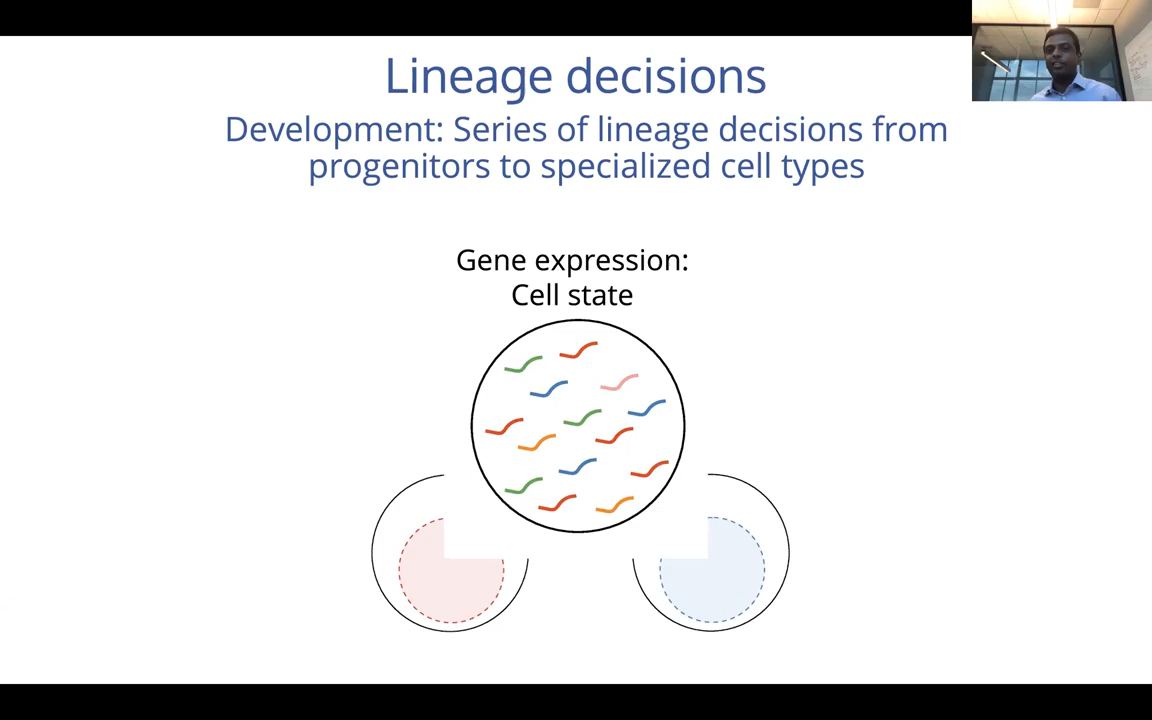 Lineage decisions
Development: Series of lineage decisions from
progenitors to specialized cell types
Gene expression:
Cell state